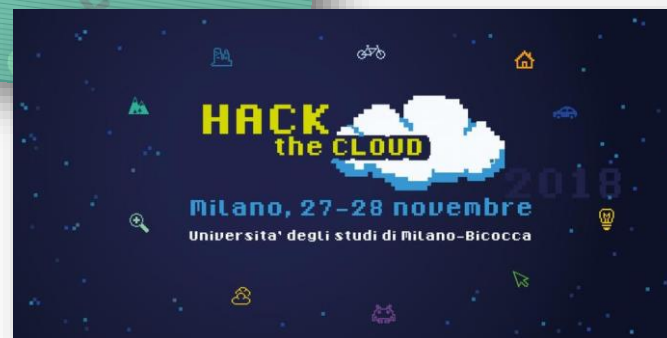 HACK
the CLOUD
2018
Milano, 27-28 novembre
Universita' degli studi di Milano-Bicocca